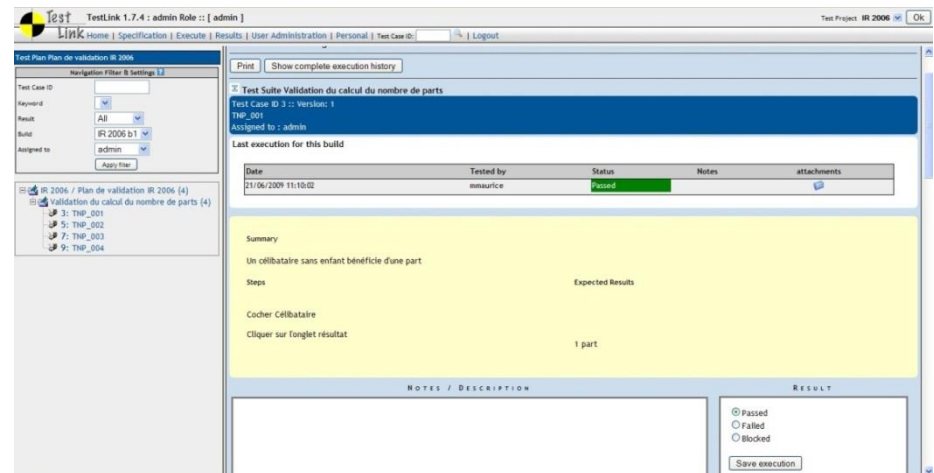 Test Link
TestLink 1.7.4 : admin Role :: [ admin ]
Test Project IR 2006 Ok
Home | Specification | Execute | Results | User Administration | Personal | Test Case ID: | Logout
Test Plan Plan de validation IR 2006
Navigation Filter & Settings
Test Case ID
Keyword
Result All
Build IR 2006 b1
Assigned to admin
Apply filter
IR 2006 / Plan de validation IR 2006 (4)
Validation du calcul du nombre de parts (4)
3: TNP_001
5: TNP_002
7: TNP_003
9: TNP_004
Print Show complete execution history
Test Suite Validation du calcul du nombre de parts
Test Case ID 3 :: Version: 1
TNP_001
Assigned to : admin
Last execution for this build
Date Tested by Status Notes attachments
21/06/2009 11:10:02 mmaurice Passed
Summary
Un célibataire sans enfant bénéficie d'une part
Steps Expected Results
Cocher Célibataire
Cliquer sur l'onglet résultat
1 part
NOTES / DESCRIPTION RESULT
Passed
Failed
Blocked
Save execution